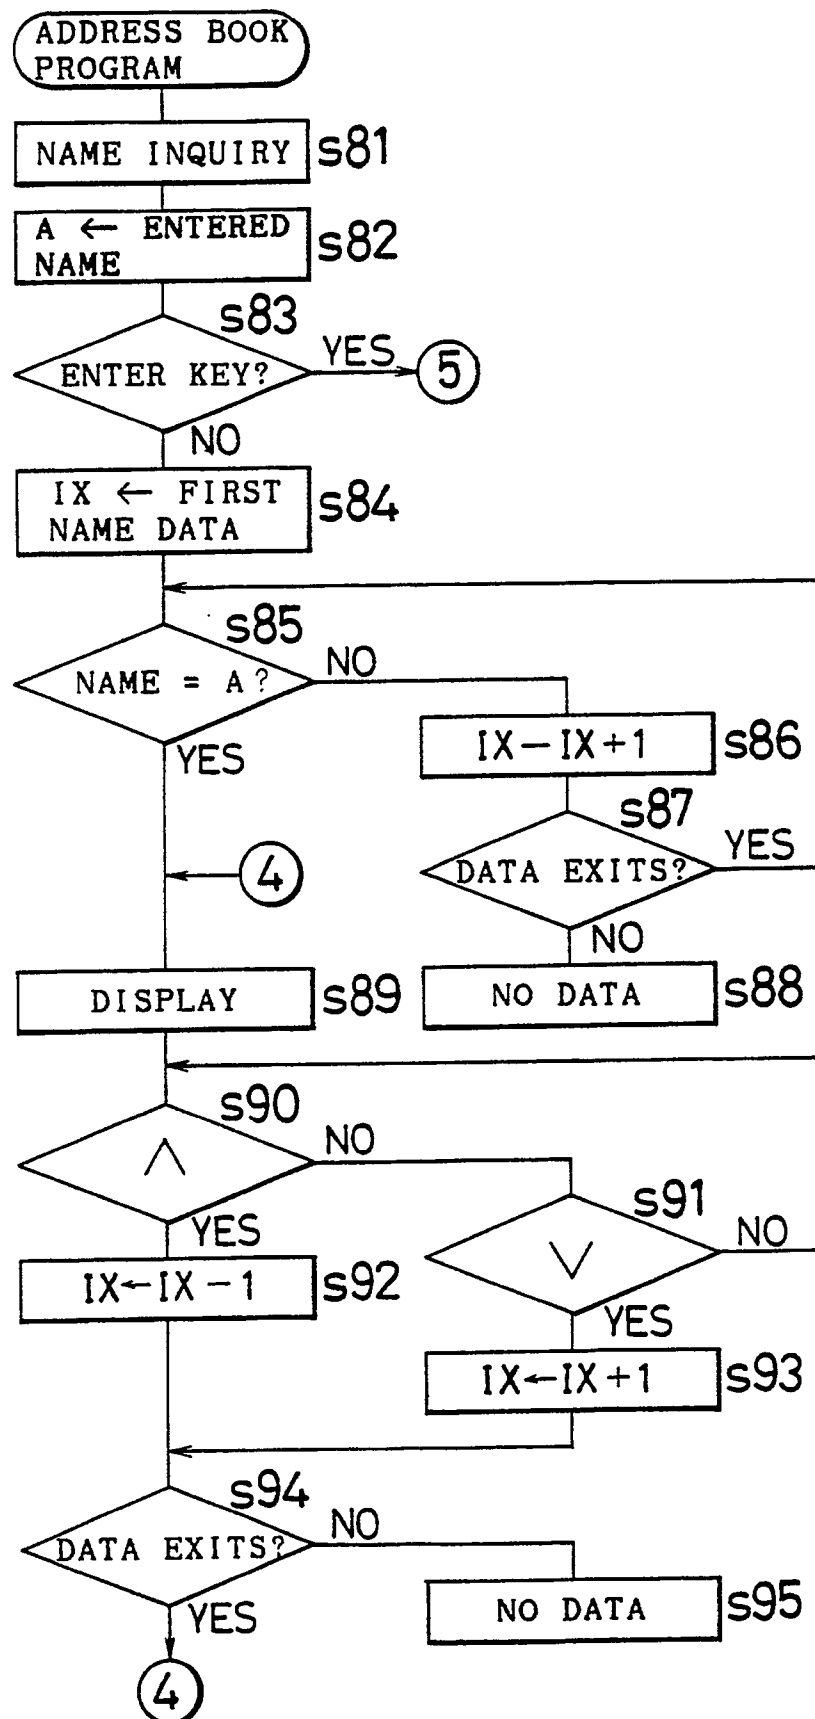 ADDRESS BOOK
PROGRAM
NAME INQUIRY s81
A ← ENTERED
NAME
s82
s83
ENTER KEY?
YES
5
NO
IX ← FIRST
NAME DATA
s84
s85
NAME = A?
NO
YES
IX-IX+1 s86
s87
DATA EXITS?
YES
4
NO
DISPLAY s89
NO DATA s88
s90
∧
NO
s91
∨
NO
YES
IX←IX-1 s92
YES
IX←IX+1 s93
s94
DATA EXITS?
NO
NO DATA s95
YES
4